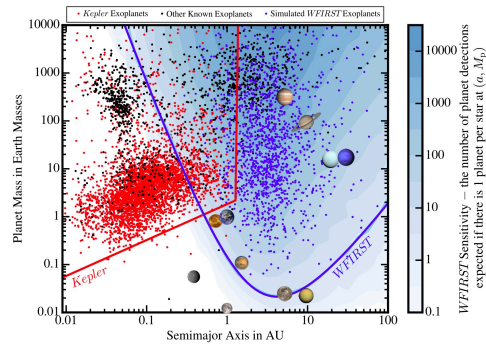 Kepler Exoplanets
Other Known Exoplanets
Simulated WFIRST Exoplanets
Planet Mass in Earth Masses
10000
1000
100
10
1
0.1
0.01
Kepler
WFIRST
0.01
0.1
1
10
100
Semimajor Axis in AU
10000
1000
100
10
1
0.1
WFIRST Sensitivity − the number of planet detections
expected if there is 1 planet per star at (a, Mp)